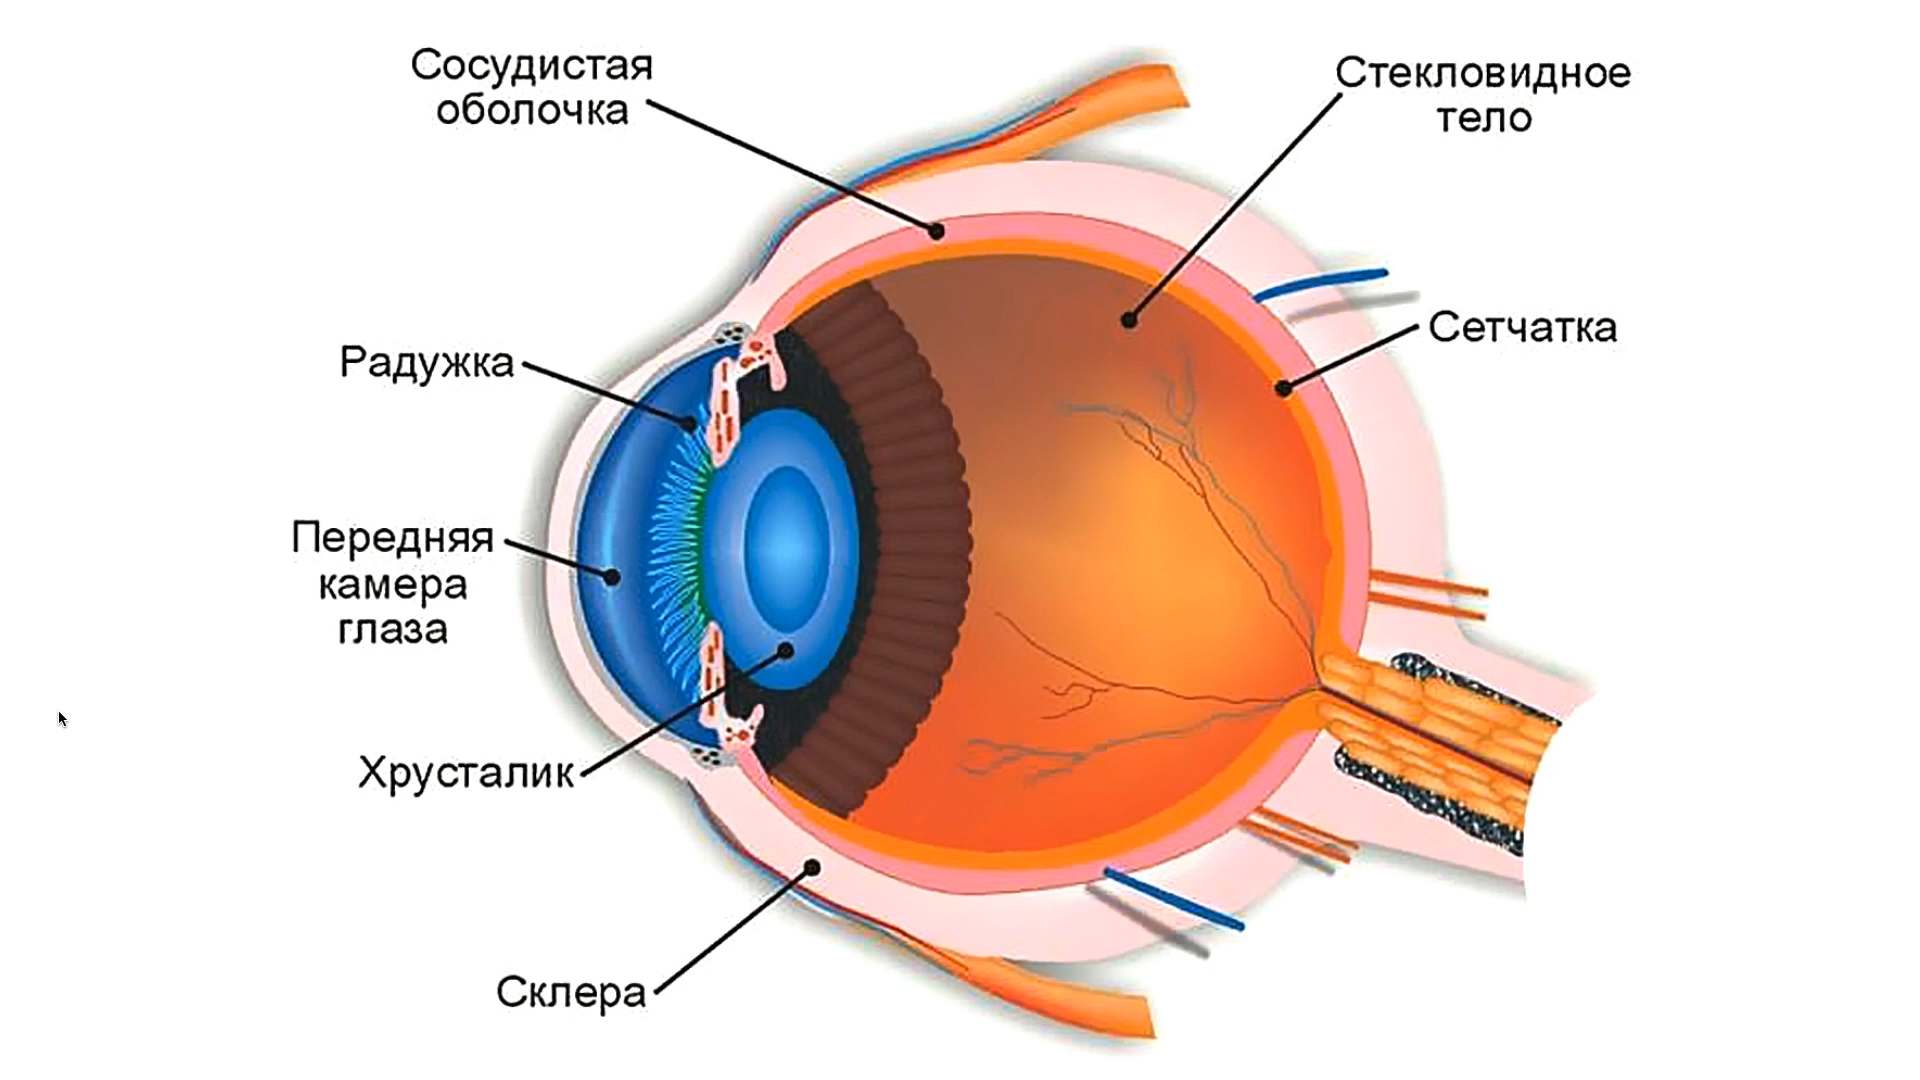 Сосудистая
оболочка
Стекловидное
тело
Сетчатка
Радужка
Передняя
камера
глаза
Хрусталик
Склера